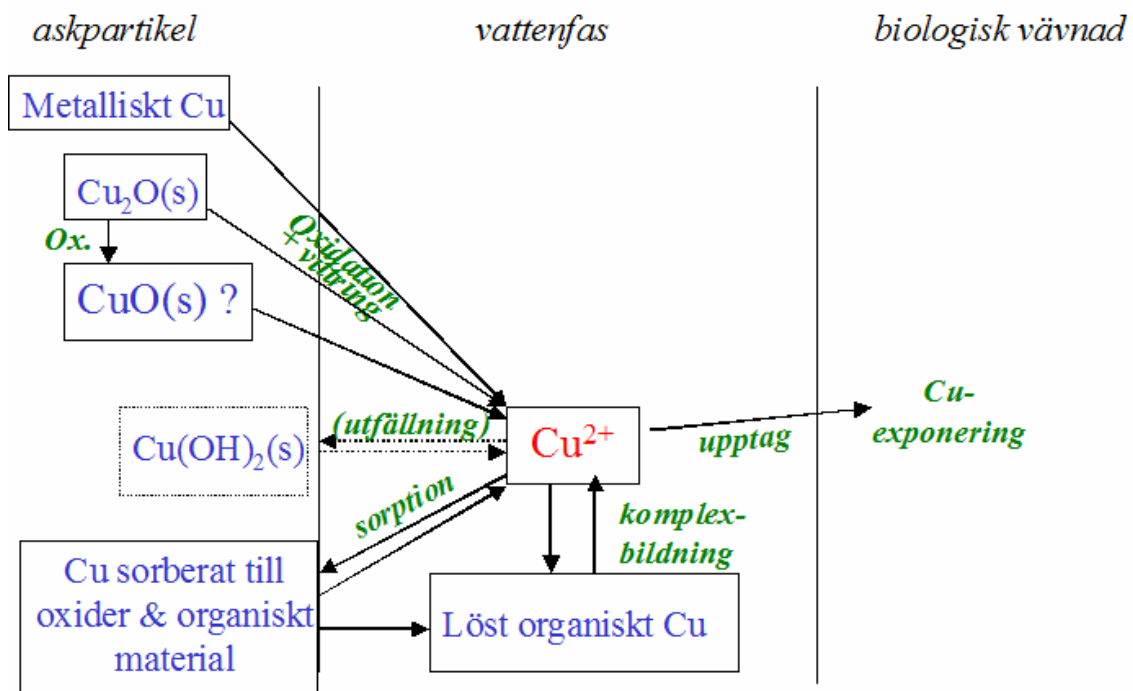 askpartikel
vattenfas
biologisk vävnad
Metalliskt Cu
Cu₂O(s)
Ox.
CuO(s) ?
Oxidation
+ vittring
Cu(OH)₂(s)
(utfällning)
Cu²⁺
upptag
Cu-
exponering
sorption
komplex-
bildning
Cu sorberat till
oxider & organiskt
material
Löst organiskt Cu